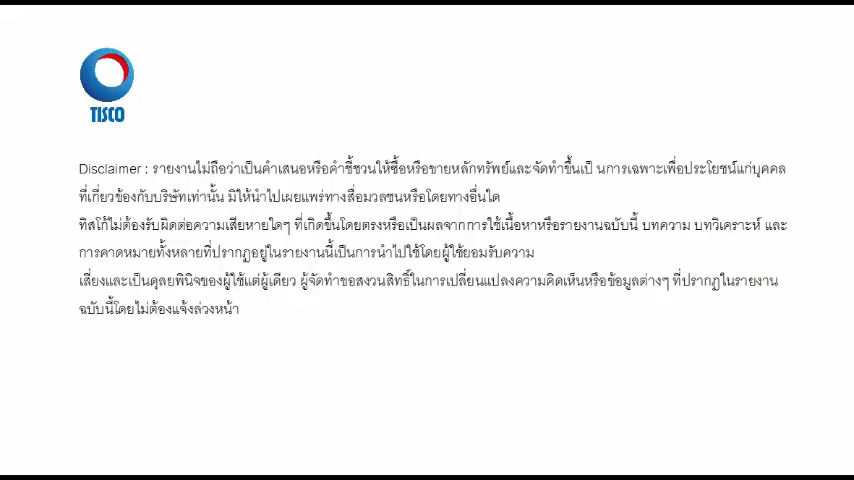 TISCO
Disclaimer : รายงานไม่ถือว่าเป็นคำเสนอหรือคำชี้ชวนให้ซื้อหรือขายหลักทรัพย์และจัดทำขึ้นเป็ นการเฉพาะเพื่อประโยชน์แก่บุคคล
ที่เกี่ยวข้องกับบริษัทเท่านั้น มิให้นำไปเผยแพร่ทางสื่อมวลชนหรือโดยทางอื่นใด
ทิสโก้ไม่ต้องรับผิดต่อความเสียหายใดๆ ที่เกิดขึ้นโดยตรงหรือเป็นผลจากการใช้เนื้อหาหรือรายงานฉบับนี้ บทความ บทวิเคราะห์ และ
การคาดหมายทั้งหลายที่ปรากฏอยู่ในรายงานนี้เป็นการนำไปใช้โดยผู้ใช้ยอมรับความ
เสี่ยงและเป็นดุลยพินิจของผู้ใช้แต่ผู้เดียว ผู้จัดทำขอสงวนสิทธิ์ในการเปลี่ยนแปลงความคิดเห็นหรือข้อมูลต่างๆ ที่ปรากฏในรายงาน
ฉบับนี้โดยไม่ต้องแจ้งล่วงหน้า